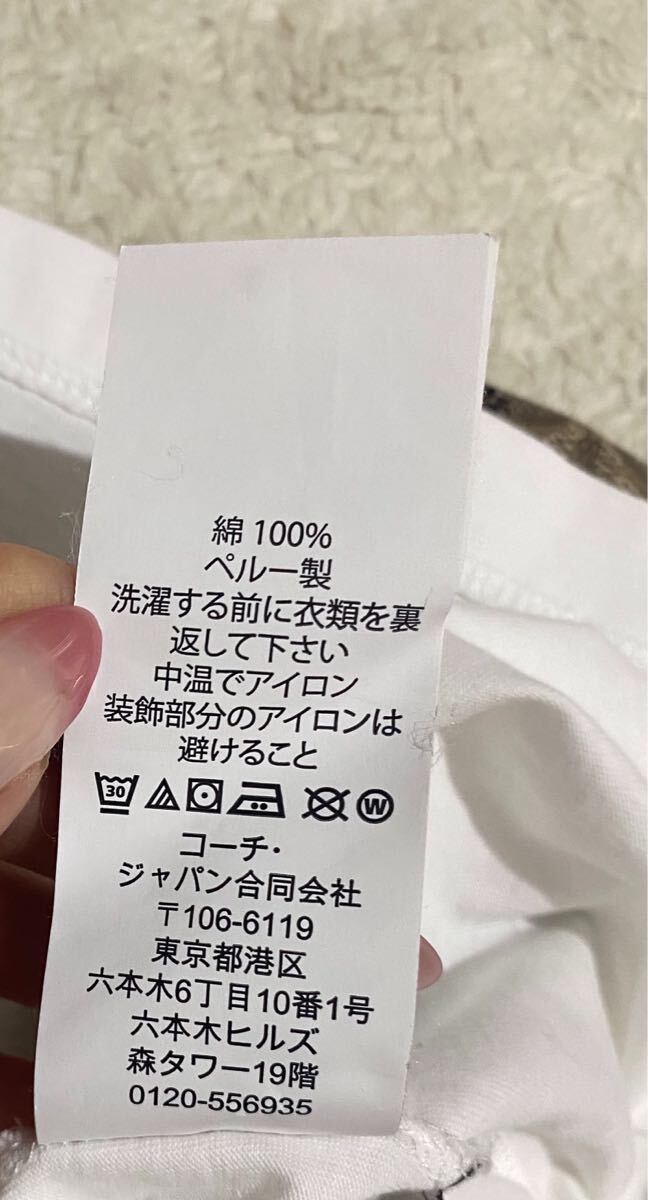 綿 100%
ペルー製
洗濯する前に衣類を裏
返して下さい
中温でアイロン
装飾部分のアイロンは
避けること
30 W
コーチ・
ジャパン合同会社
〒106-6119
東京都港区
六本木6丁目10番1号
六本木ヒルズ
森タワー19階
0120-556935